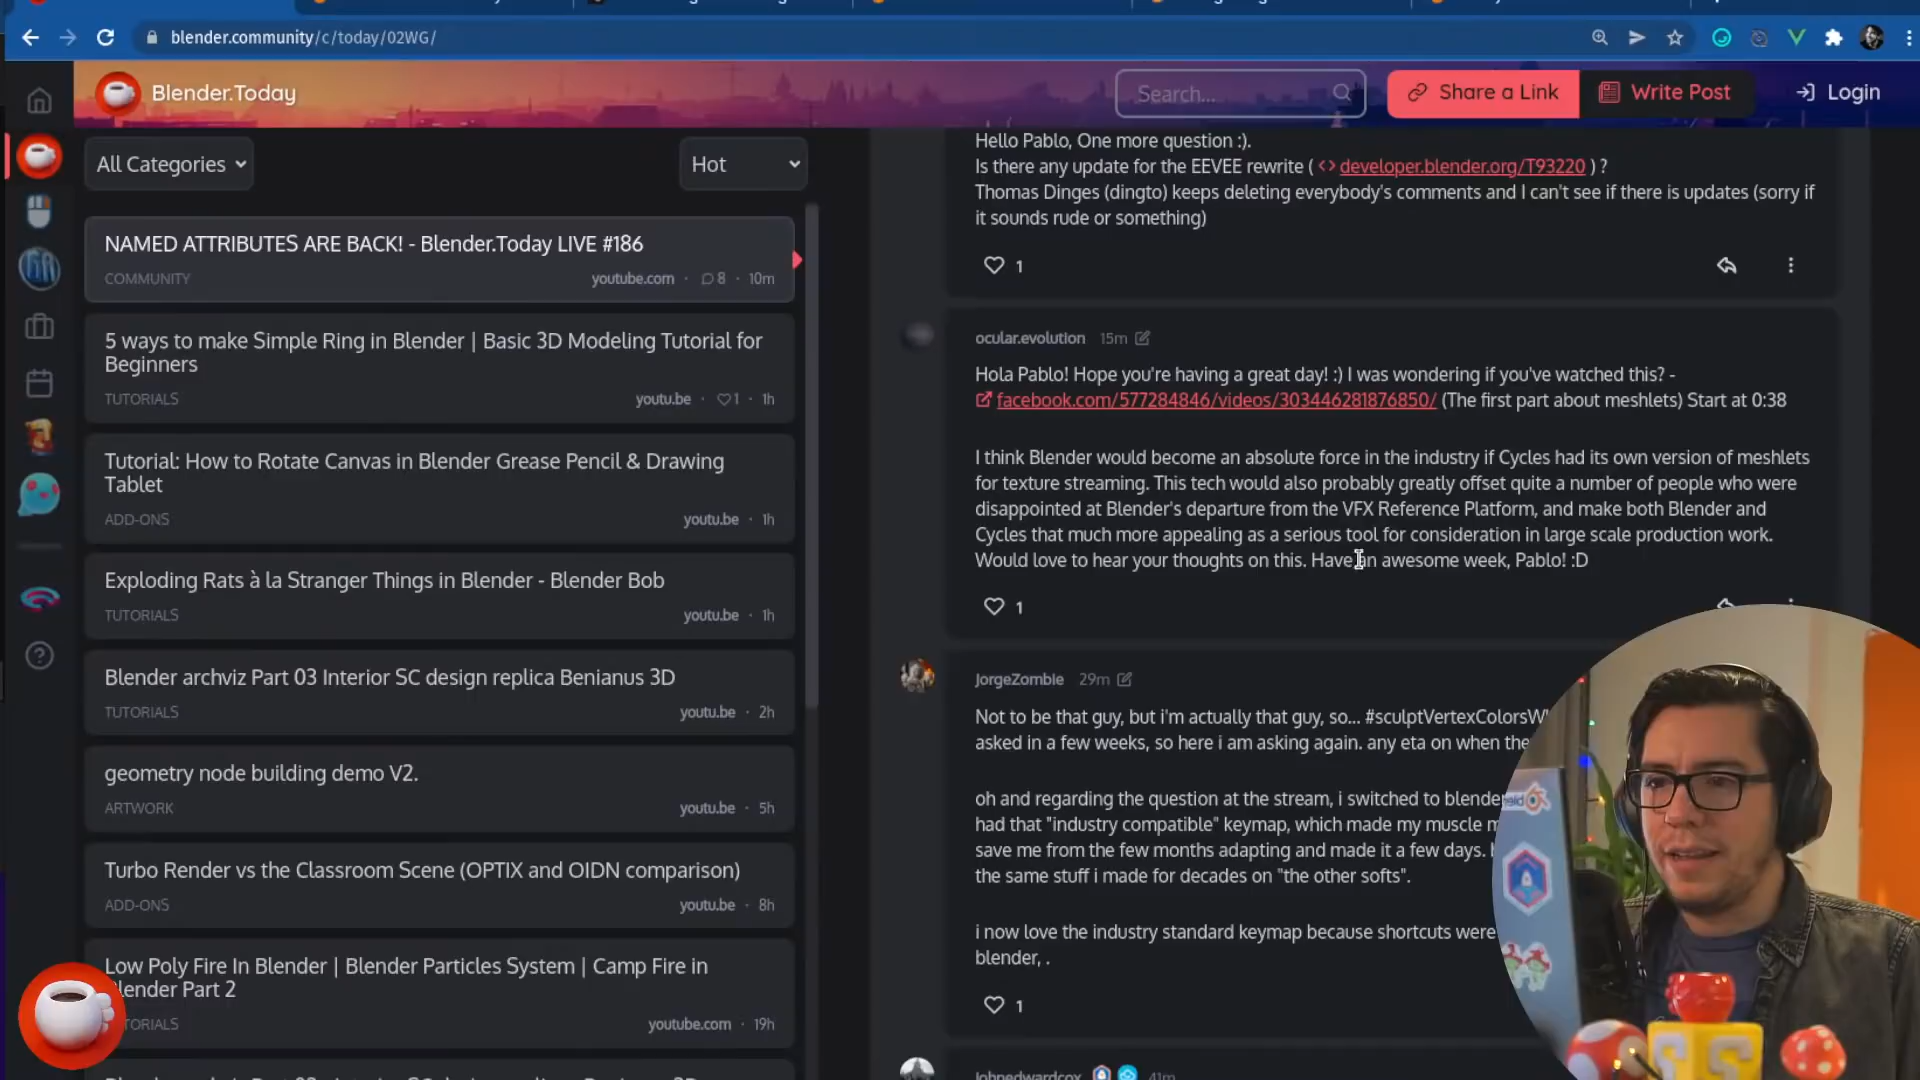 blender.community/c/today/02WG/
Blender.Today
Search...
Share a Link
Write Post
Login
All Categories
Hot
NAMED ATTRIBUTES ARE BACK! - Blender.Today LIVE #186
COMMUNITY
youtube.com · 8 · 10m
5 ways to make Simple Ring in Blender | Basic 3D Modeling Tutorial for
Beginners
TUTORIALS
youtu.be · 1 · 1h
Tutorial: How to Rotate Canvas in Blender Grease Pencil & Drawing
Tablet
ADD-ONS
youtu.be · 1h
Exploding Rats à la Stranger Things in Blender - Blender Bob
TUTORIALS
youtu.be · 1h
Blender archviz Part 03 Interior SC design replica Benianus 3D
TUTORIALS
youtu.be · 2h
geometry node building demo V2.
ARTWORK
youtu.be · 5h
Turbo Render vs the Classroom Scene (OPTIX and OIDN comparison)
ADD-ONS
youtu.be · 8h
Low Poly Fire In Blender | Blender Particles System | Camp Fire in
Blender Part 2
TUTORIALS
youtube.com · 19h
Hello Pablo, One more question :).
Is there any update for the EEVEE rewrite ( <> developer.blender.org/T93220 ) ?
Thomas Dinges (dingto) keeps deleting everybody's comments and I can't see if there is updates (sorry if
it sounds rude or something)
1
ocular.evolution 15m
Hola Pablo! Hope you're having a great day! :) I was wondering if you've watched this? -
facebook.com/577284846/videos/303446281876850/ (The first part about meshlets) Start at 0:38
I think Blender would become an absolute force in the industry if Cycles had its own version of meshlets
for texture streaming. This tech would also probably greatly offset quite a number of people who were
disappointed at Blender's departure from the VFX Reference Platform, and make both Blender and
Cycles that much more appealing as a serious tool for consideration in large scale production work.
Would love to hear your thoughts on this. Have an awesome week, Pablo! :D
1
JorgeZombie 29m
Not to be that guy, but i'm actually that guy, so... #sculptVertexColorsW
asked in a few weeks, so here i am asking again. any eta on when the
oh and regarding the question at the stream, i switched to blender
had that "industry compatible" keymap, which made my muscle m
save me from the few months adapting and made it a few days.
the same stuff i made for decades on "the other softs".
i now love the industry standard keymap because shortcuts were
blender, .
1
johnedwardcox 41m